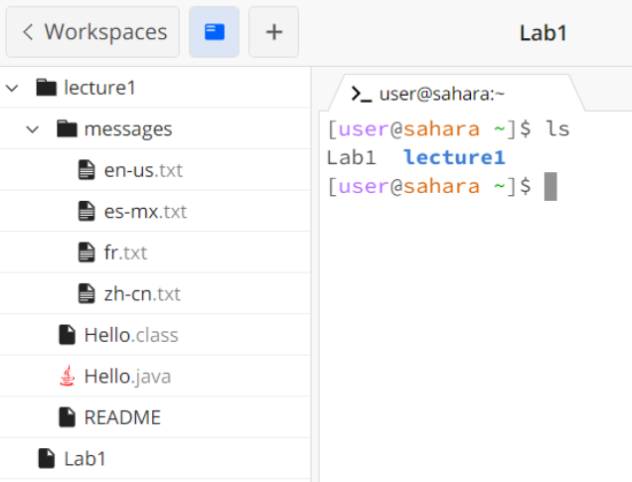 < Workspaces
+
Lab1
lecture1
messages
en-us.txt
es-mx.txt
fr.txt
zh-cn.txt
Hello.class
Hello.java
README
Lab1
>_ user@sahara:~
[user@sahara ~]$ ls
Lab1 lecture1
[user@sahara ~]$